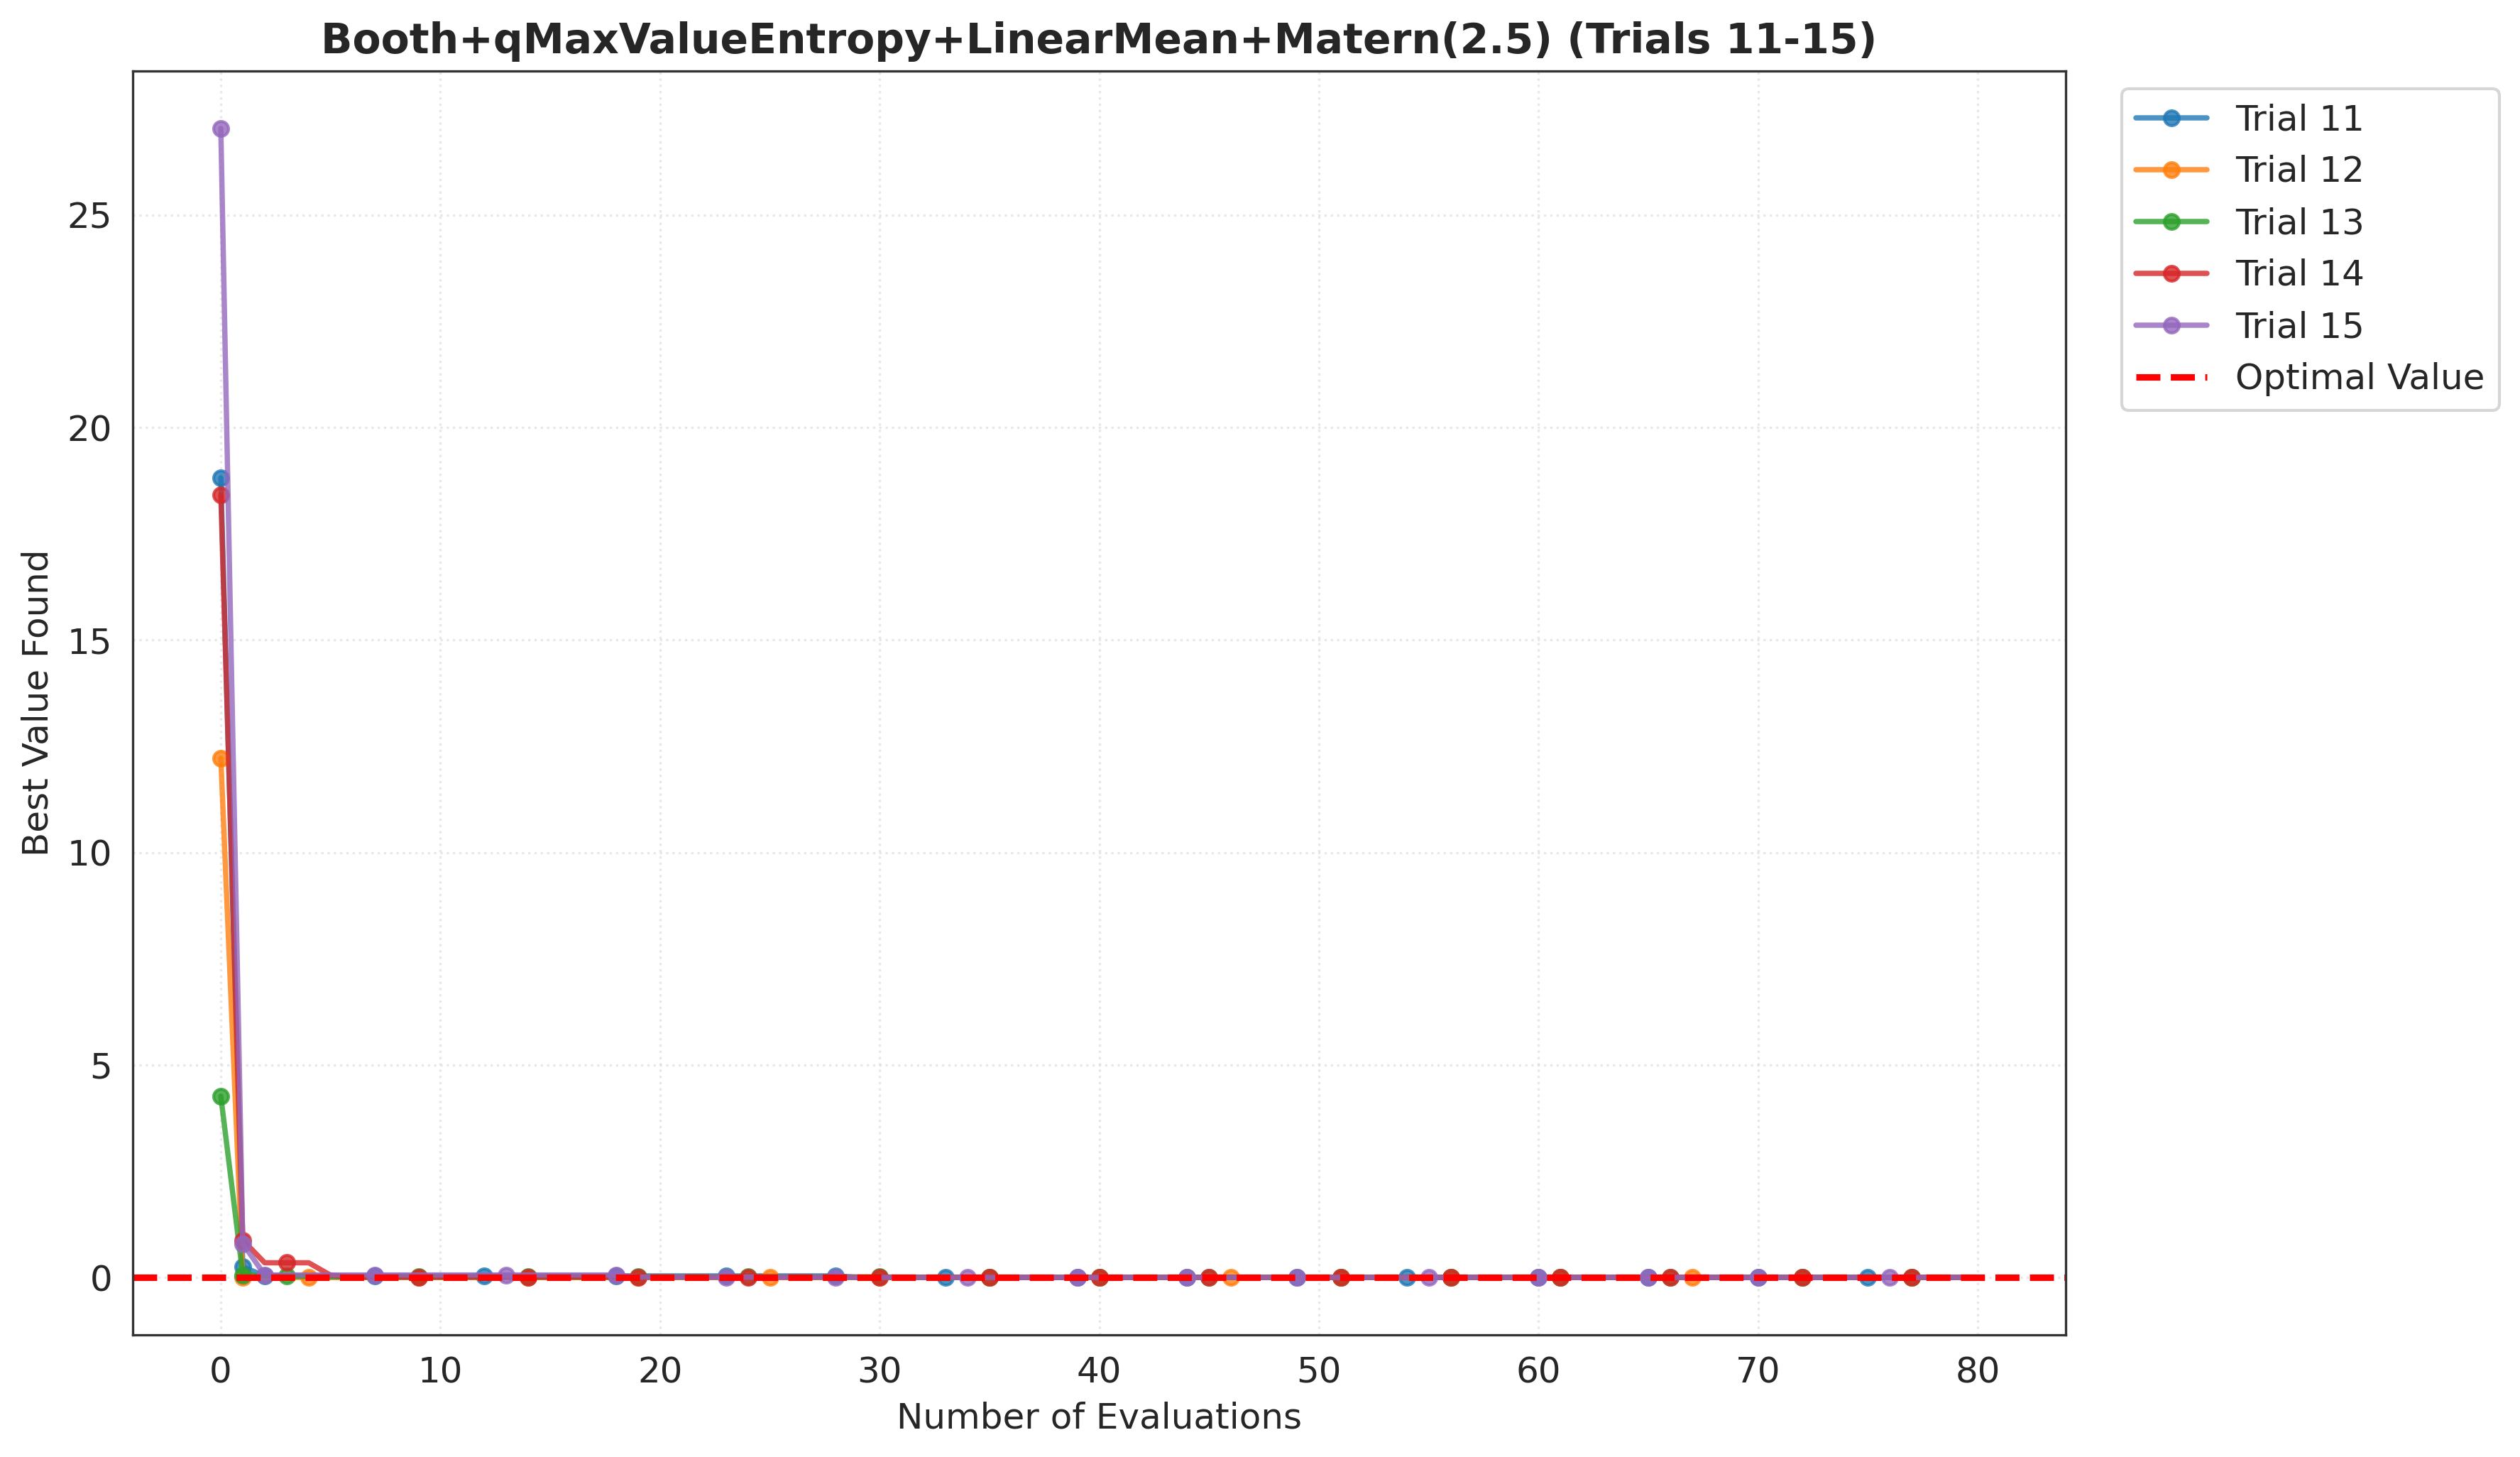 Booth+qMaxValueEntropy+LinearMean+Matern(2.5) (Trials 11-15)
Best Value Found
25
20
15
10
5
0
0 10 20 30 40 50 60 70 80
Number of Evaluations
Trial 11
Trial 12
Trial 13
Trial 14
Trial 15
Optimal Value